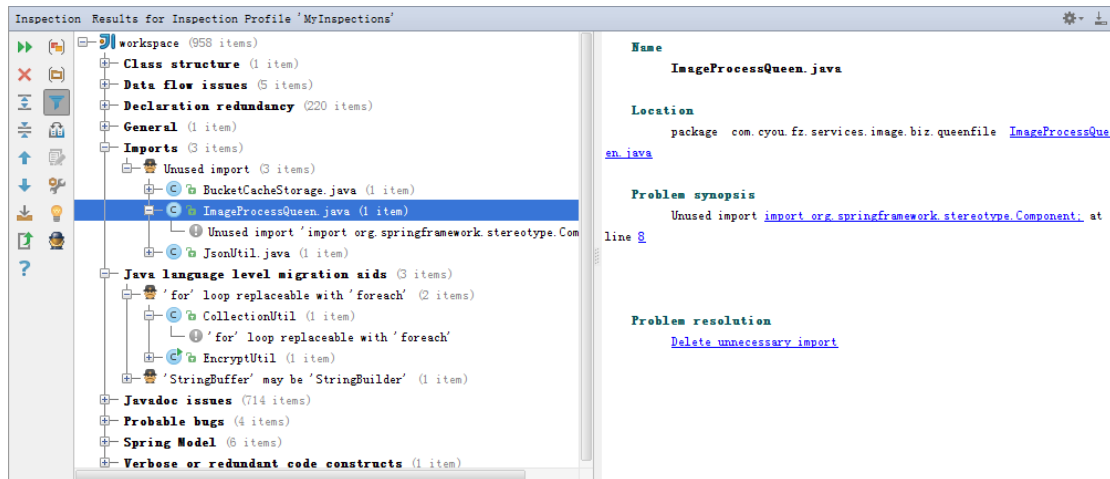 Inspection Results for Inspection Profile 'MyInspections'
workspace (958 items)
Class structure (1 item)
Data flow issues (5 items)
Declaration redundancy (220 items)
General (1 item)
Imports (3 items)
Unused import (3 items)
BucketCacheStorage.java (1 item)
ImageProcessQueen.java (1 item)
Unused import 'import org.springframework.stereotype.Com
JsonUtil.java (1 item)
Java language level migration aids (3 items)
'for' loop replaceable with 'foreach' (2 items)
CollectionUtil (1 item)
'for' loop replaceable with 'foreach'
EncryptUtil (1 item)
'StringBuffer' may be 'StringBuilder' (1 item)
Javadoc issues (714 items)
Probable bugs (4 items)
Spring Model (6 items)
Verbose or redundant code constructs (1 item)
Name
ImageProcessQueen.java
Location
package com.cyou.fz.services.image.biz.queenfile ImageProcessQue
en.java
Problem synopsis
Unused import import org.springframework.stereotype.Component; at
line 8
Problem resolution
Delete unnecessary import